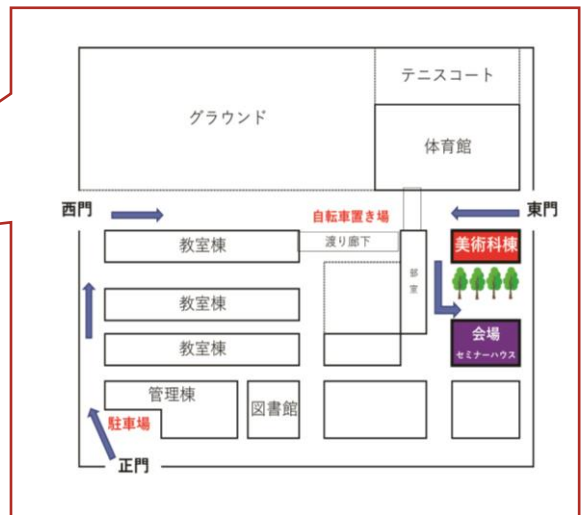 テニスコート
グラウンド
体育館
西門
自転車置き場
東門
教室棟
渡り廊下
美術科棟
部室
教室棟
会場
セミナーハウス
教室棟
管理棟
図書館
駐車場
正門